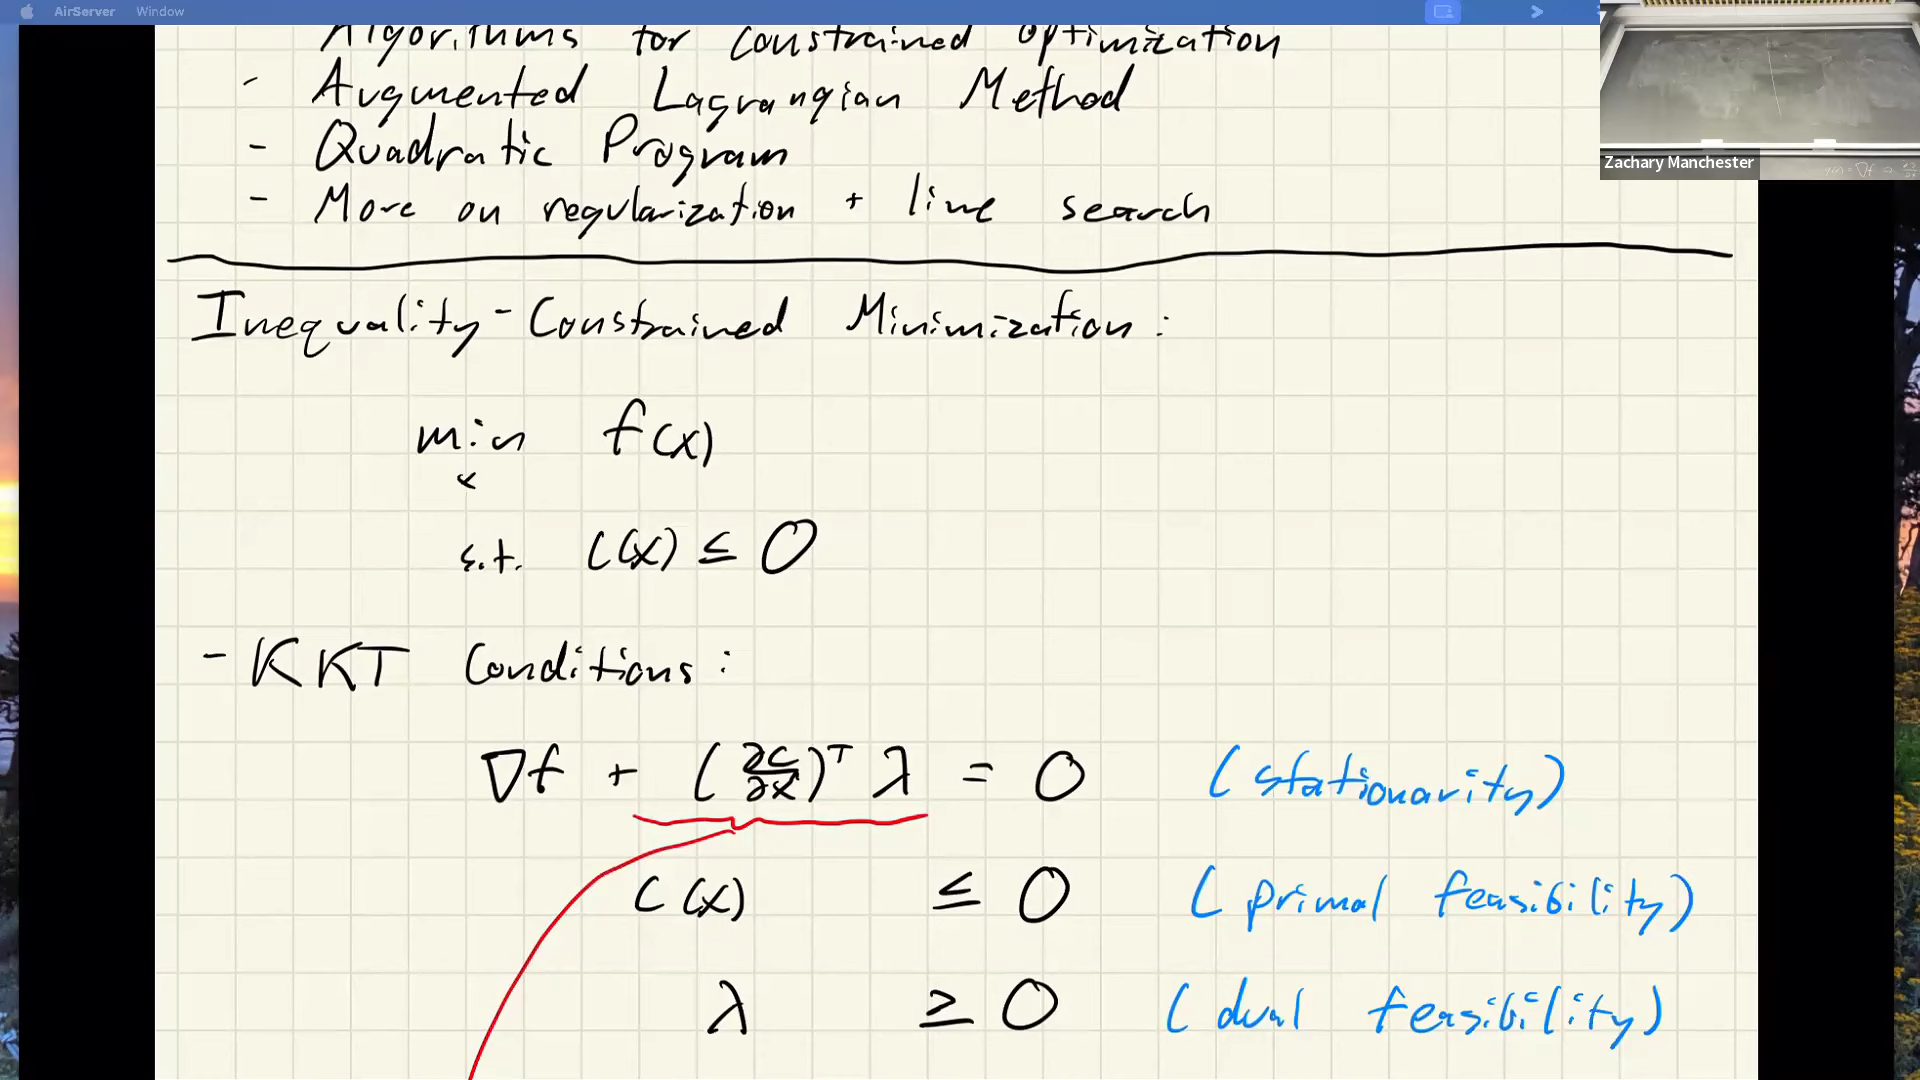 AirServer Window
Algorithms for constrained optimization
- Augmented Lagrangian Method
- Quadratic Program
- More on regularization + line search
Zachary Manchester
Inequality-Constrained Minimization:
min f(x)
x
s.t. C(x) ≤ 0
- KKT Conditions:
∇f + (∂C/∂x)ᵀ λ = 0 (stationarity)
C(x) ≤ 0 (primal feasibility)
λ ≥ 0 (dual feasibility)